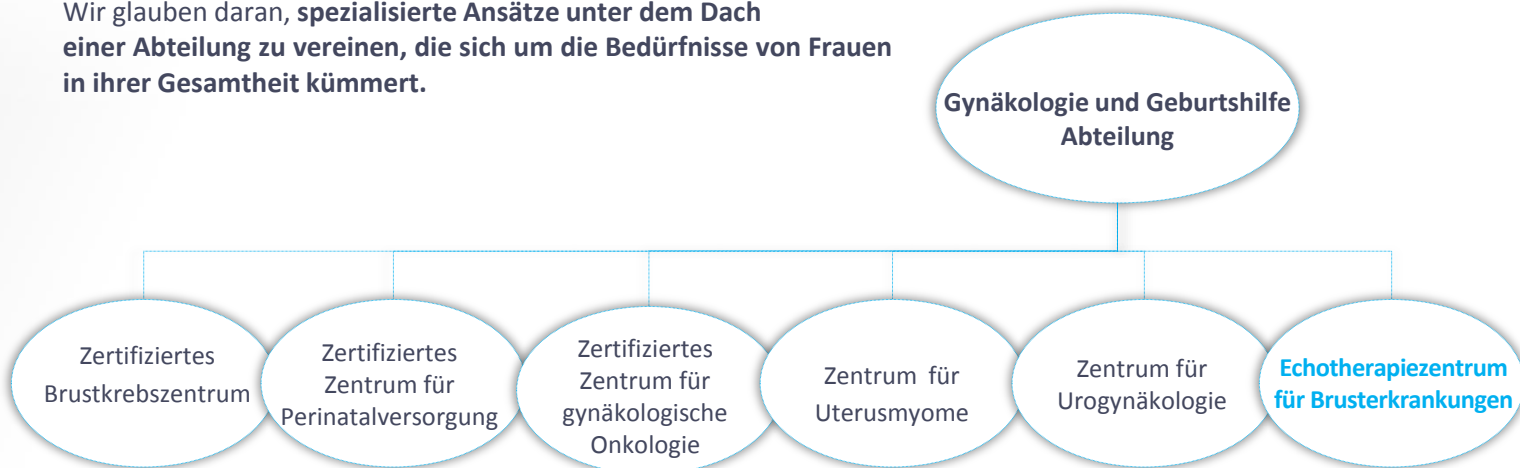 Wir glauben daran, spezialisierte Ansätze unter dem Dach
einer Abteilung zu vereinen, die sich um die Bedürfnisse von Frauen
in ihrer Gesamtheit kümmert.
Gynäkologie und Geburtshilfe
Abteilung
Zertifiziertes
Brustkrebszentrum
Zertifiziertes
Zentrum für
Perinatalversorgung
Zertifiziertes
Zentrum für
gynäkologische
Onkologie
Zentrum für
Uterusmyome
Zentrum für
Urogynäkologie
Echotherapiezentrum
für Brusterkrankungen